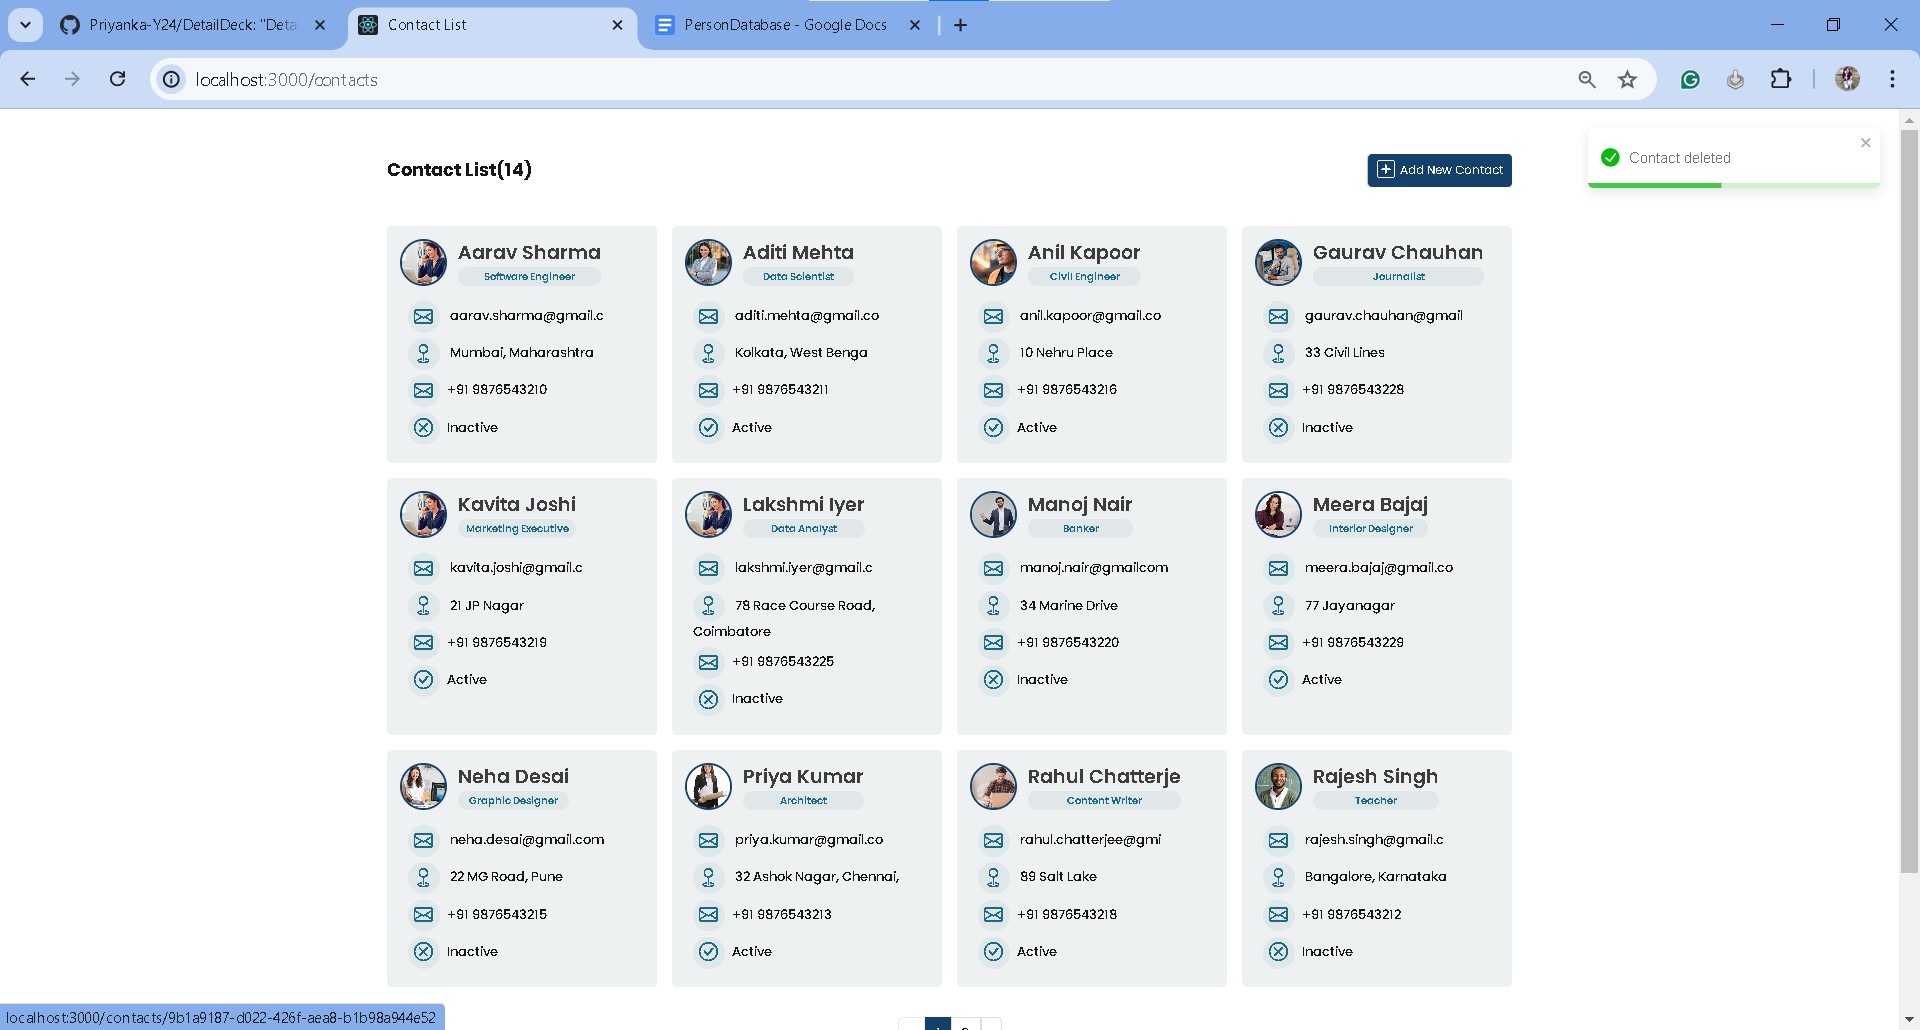 Priyanka-Y24/DetailDeck: "Deta
Contact List
PersonDatabase - Google Docs
localhost:3000/contacts
Contact List(14)
Add New Contact
Contact deleted
Aarav Sharma
Software Engineer
aarav.sharma@gmail.c
Mumbai, Maharashtra
+91 9876543210
Inactive
Aditi Mehta
Data Scientist
aditi.mehta@gmail.co
Kolkata, West Benga
+91 9876543211
Active
Anil Kapoor
Civil Engineer
anil.kapoor@gmail.co
10 Nehru Place
+91 9876543216
Active
Gaurav Chauhan
Journalist
gaurav.chauhan@gmail
33 Civil Lines
+91 9876543228
Inactive
Kavita Joshi
Marketing Executive
kavita.joshi@gmail.c
21 JP Nagar
+91 9876543219
Active
Lakshmi Iyer
Data Analyst
lakshmi.iyer@gmail.c
78 Race Course Road,
Coimbatore
+91 9876543225
Inactive
Manoj Nair
Banker
manoj.nair@gmailcom
34 Marine Drive
+91 9876543220
Inactive
Meera Bajaj
Interior Designer
meera.bajaj@gmail.co
77 Jayanagar
+91 9876543229
Active
Neha Desai
Graphic Designer
neha.desai@gmail.com
22 MG Road, Pune
+91 9876543215
Inactive
Priya Kumar
Architect
priya.kumar@gmail.co
32 Ashok Nagar, Chennai,
+91 9876543213
Active
Rahul Chatterje
Content Writer
rahul.chatterjee@gmi
89 Salt Lake
+91 9876543218
Active
Rajesh Singh
Teacher
rajesh.singh@gmail.c
Bangalore, Karnataka
+91 9876543212
Inactive
localhost:3000/contacts/9b1a9187-d022-426f-aea8-b1b98a944e52